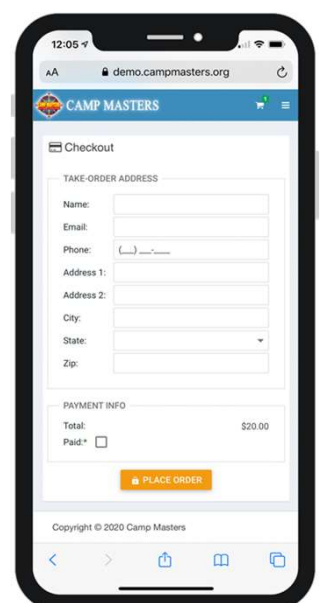 12:05
AA demo.campmasters.org
CAMP MASTERS
Checkout
TAKE-ORDER ADDRESS
Name:
Email:
Phone: (___) ___-____
Address 1:
Address 2:
City:
State:
Zip:
PAYMENT INFO
Total: $20.00
Paid:*
PLACE ORDER
Copyright © 2020 Camp Masters